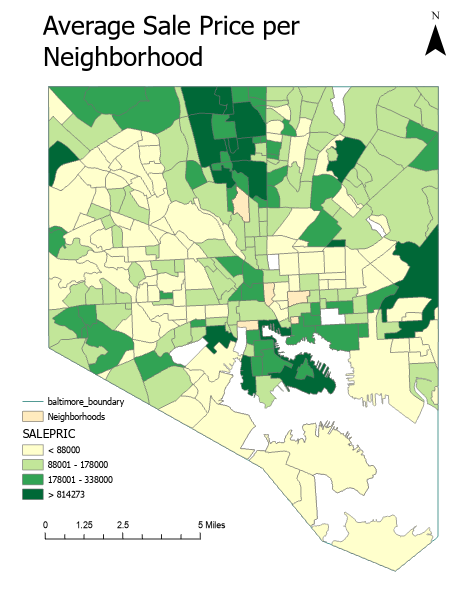 Average Sale Price per
Neighborhood
N
baltimore_boundary
Neighborhoods
SALEPRIC
< 88000
88001 - 178000
178001 - 338000
> 814273
0 1.25 2.5 5 Miles